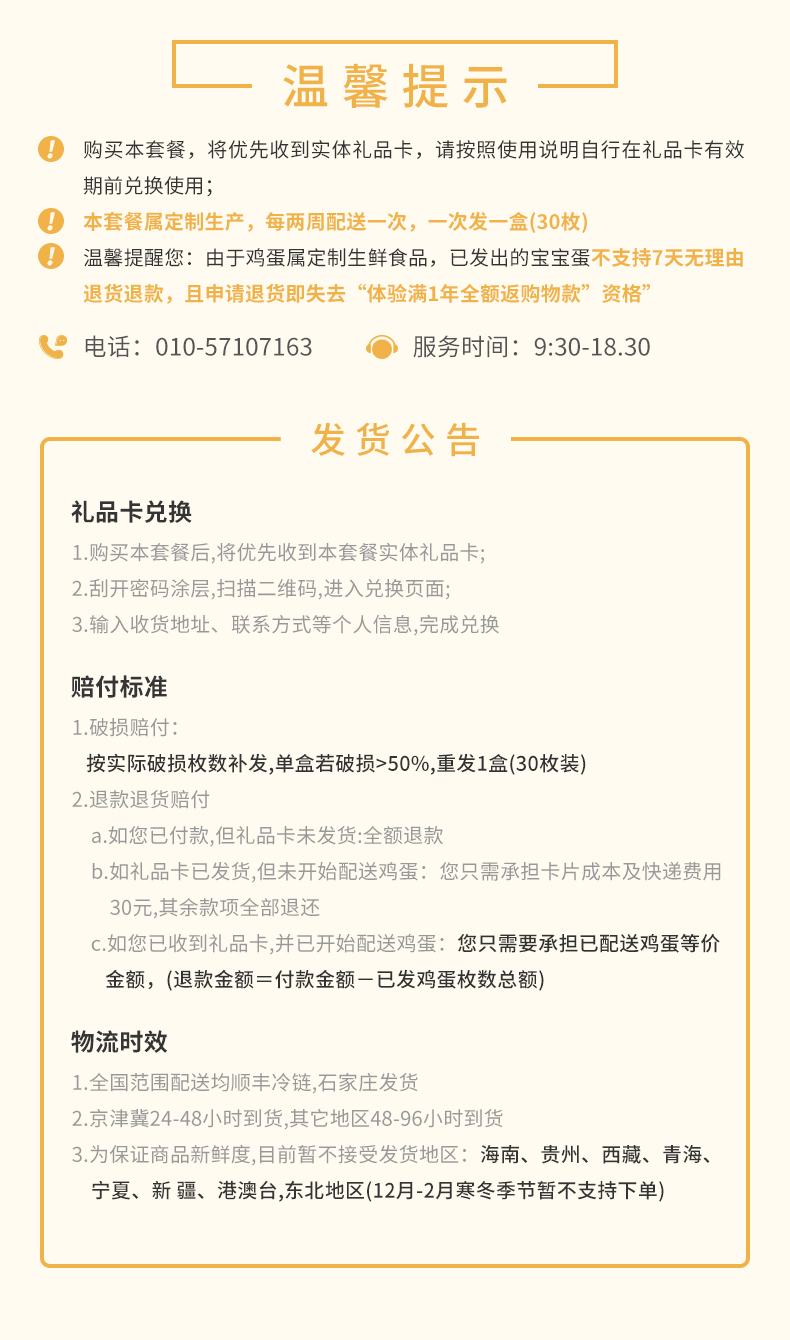 温馨提示
购买本套餐，将优先收到实体礼品卡，请按照使用说明自行在礼品卡有效
期前兑换使用；
本套餐属定制生产，每两周配送一次，一次发一盒(30枚)
温馨提醒您：由于鸡蛋属定制生鲜食品，已发出的宝宝蛋不支持7天无理由
退货退款，且申请退货即失去“体验满1年全额返购物款”资格”
电话：010-57107163
服务时间：9:30-18.30
发货公告
礼品卡兑换
1.购买本套餐后,将优先收到本套餐实体礼品卡;
2.刮开密码涂层,扫描二维码,进入兑换页面;
3.输入收货地址、联系方式等个人信息,完成兑换
赔付标准
1.破损赔付：
按实际破损枚数补发,单盒若破损>50%,重发1盒(30枚装)
2.退款退货赔付
a.如您已付款,但礼品卡未发货:全额退款
b.如礼品卡已发货,但未开始配送鸡蛋：您只需承担卡片成本及快递费用
30元,其余款项全部退还
c.如您已收到礼品卡,并已开始配送鸡蛋：您只需要承担已配送鸡蛋等价
金额，(退款金额＝付款金额－已发鸡蛋枚数总额)
物流时效
1.全国范围配送均顺丰冷链,石家庄发货
2.京津冀24-48小时到货,其它地区48-96小时到货
3.为保证商品新鲜度,目前暂不接受发货地区：海南、贵州、西藏、青海、
宁夏、新 疆、港澳台,东北地区(12月-2月寒冬季节暂不支持下单)